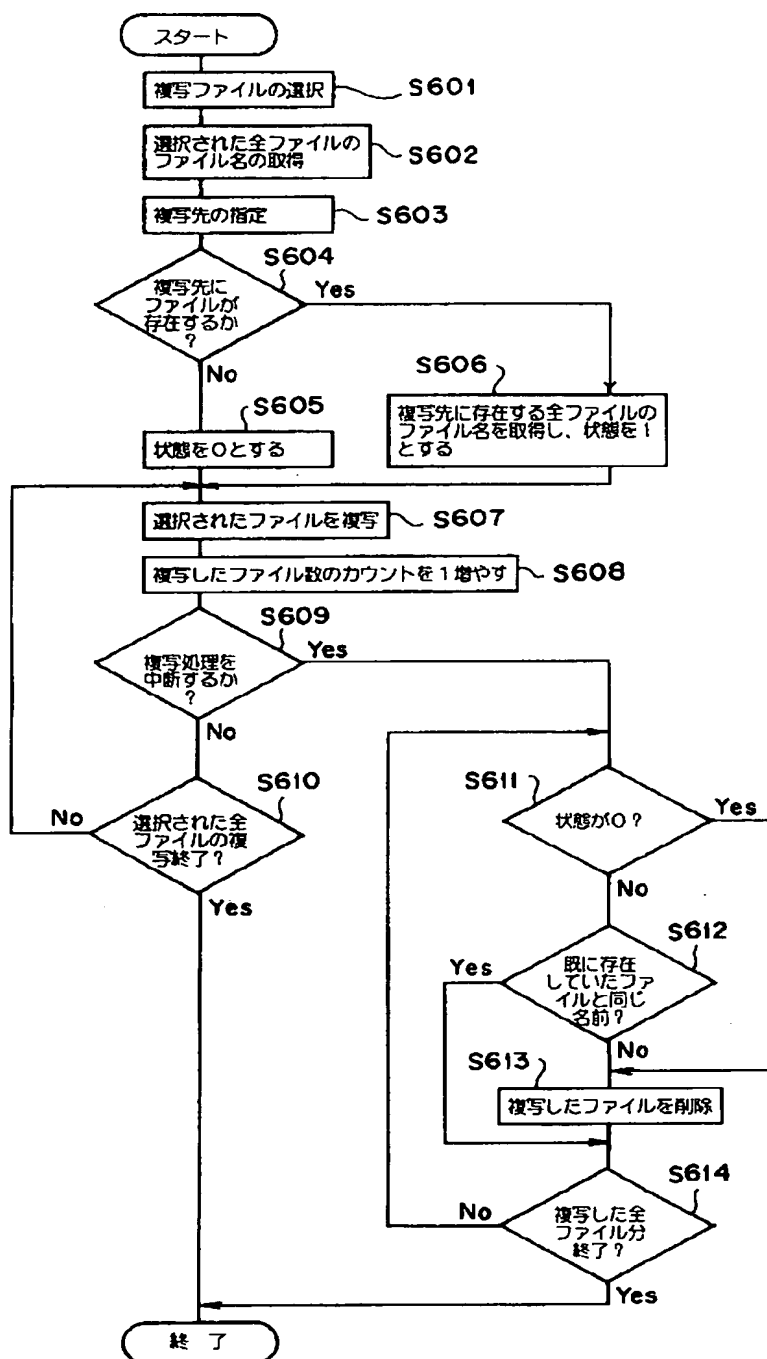 スタート
複写ファイルの選択
S601
選択された全ファイルの
ファイル名の取得
S602
複写先の指定
S603
S604
複写先に
ファイルが
存在するか
？
Yes
No
S605
状態を0とする
S606
複写先に存在する全ファイルの
ファイル名を取得し、状態を1
とする
選択されたファイルを複写
S607
複写したファイル数のカウントを1増やす
S608
S609
複写処理を
中断するか
？
Yes
No
S610
選択された全
ファイルの複
写終了？
No
Yes
S611
状態が0？
Yes
No
S612
既に存在
していたファ
イルと同じ
名前？
Yes
No
S613
複写したファイルを削除
S614
複写した全
ファイル分
終了？
No
Yes
終 了